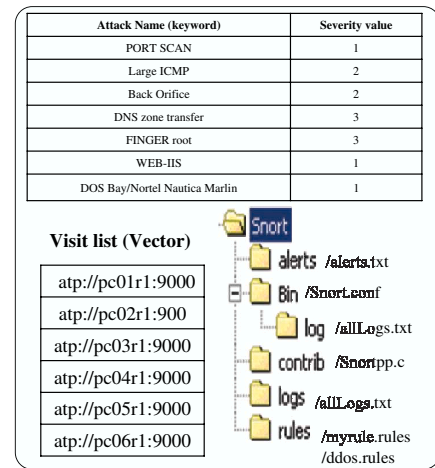 Attack Name (keyword) Severity value
PORT SCAN 1
Large ICMP 2
Back Orifice 2
DNS zone transfer 3
FINGER root 3
WEB-IIS 1
DOS Bay/Nortel Nautica Marlin 1
Visit list (Vector)
atp://pc01r1:9000
atp://pc02r1:900
atp://pc03r1:9000
atp://pc04r1:9000
atp://pc05r1:9000
atp://pc06r1:9000
Snort
alerts /alerts.txt
Bin /Snort.conf
log /allLogs.txt
contrib /Snortpp.c
logs /allLogs.txt
rules /myrule.rules
/ddos.rules